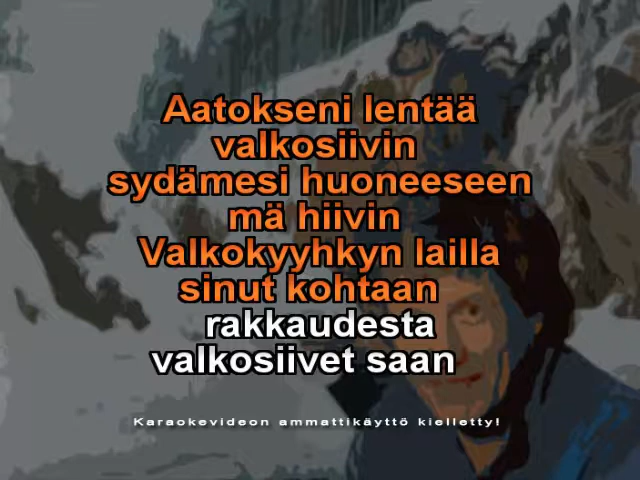 Aatokseni lentää
valkosiivin
sydämesi huoneeseen
mä hiivin
Valkokyyhkyn lailla
sinut kohtaan
rakkaudesta
valkosiivet saan
Karaokevideon ammattikäyttö kielletty!